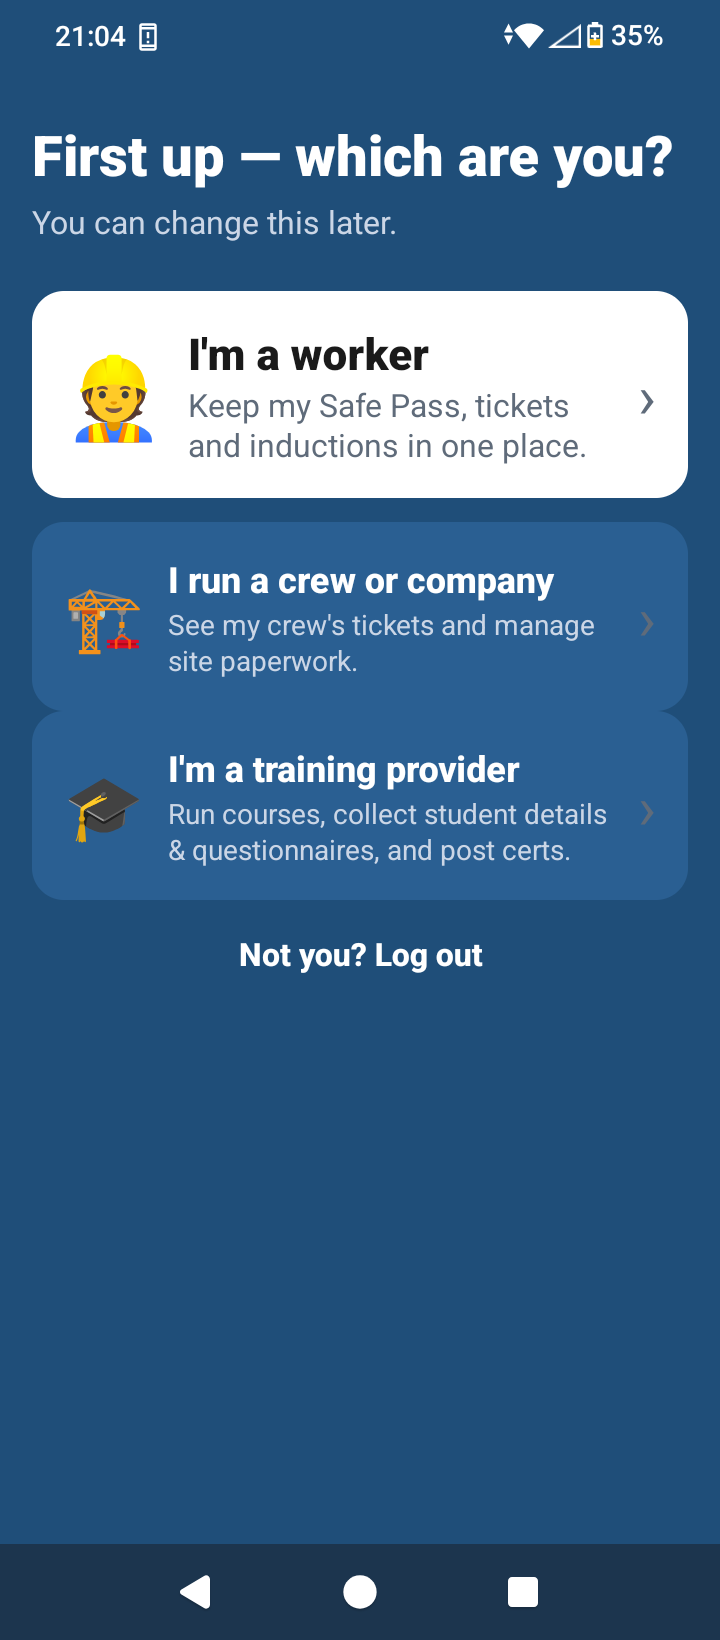 21:04
35%
First up — which are you?
You can change this later.
I'm a worker
Keep my Safe Pass, tickets
and inductions in one place.
I run a crew or company
See my crew's tickets and manage
site paperwork.
I'm a training provider
Run courses, collect student details
& questionnaires, and post certs.
Not you? Log out